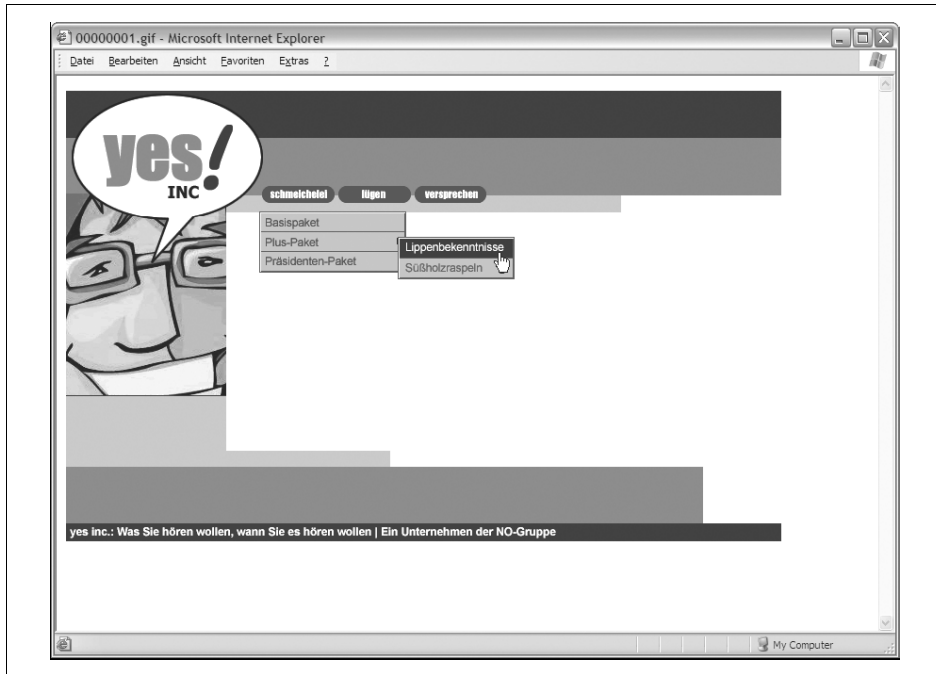 00000001.gif - Microsoft Internet Explorer
Datei Bearbeiten Ansicht Favoriten Extras ?
yes!
INC
schmeichelei lügen versprechen
Basispaket
Plus-Paket
Präsidenten-Paket
Lippenbekenntnisse
Süßholzraspeln
yes inc.: Was Sie hören wollen, wann Sie es hören wollen | Ein Unternehmen der NO-Gruppe
My Computer